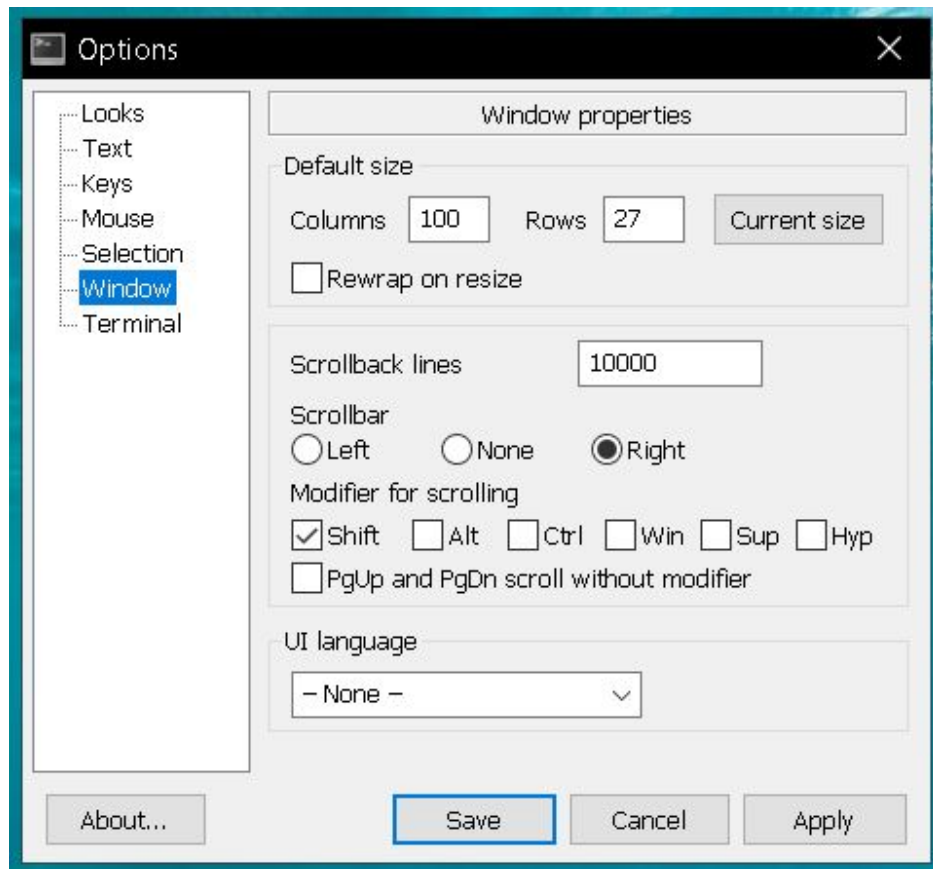 Options
Looks
Text
Keys
Mouse
Selection
Window
Terminal
Window properties
Default size
Columns 100 Rows 27 Current size
Rewrap on resize
Scrollback lines 10000
Scrollbar
Left None Right
Modifier for scrolling
Shift Alt Ctrl Win Sup Hyp
PgUp and PgDn scroll without modifier
UI language
– None –
About... Save Cancel Apply